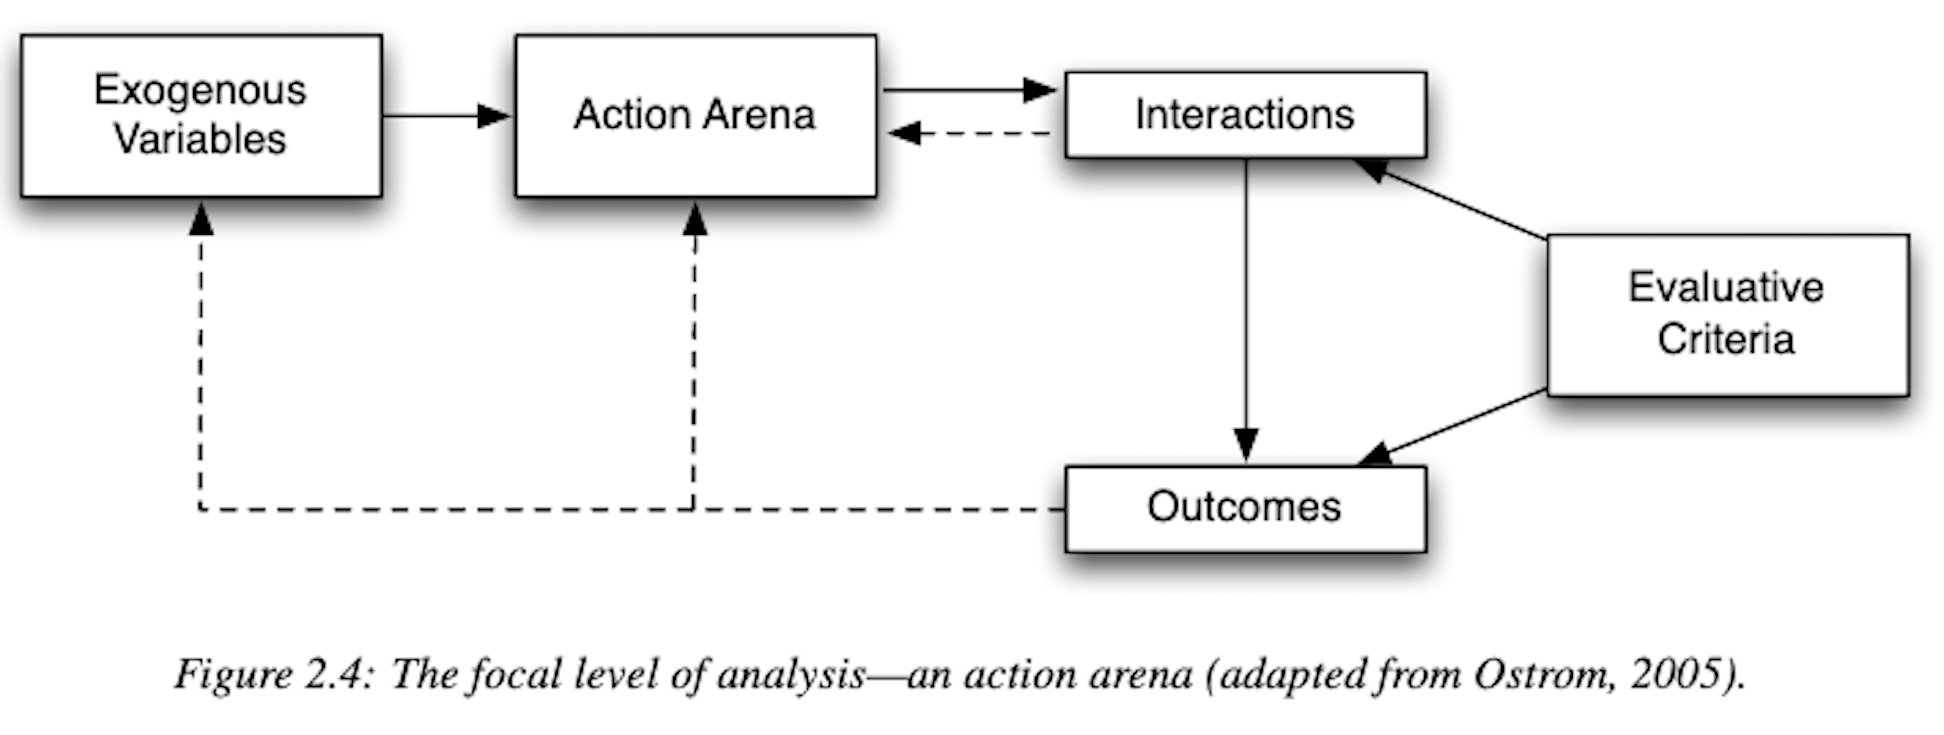 Exogenous
Variables
Action Arena
Interactions
Evaluative
Criteria
Outcomes
Figure 2.4: The focal level of analysis—an action arena (adapted from Ostrom, 2005).